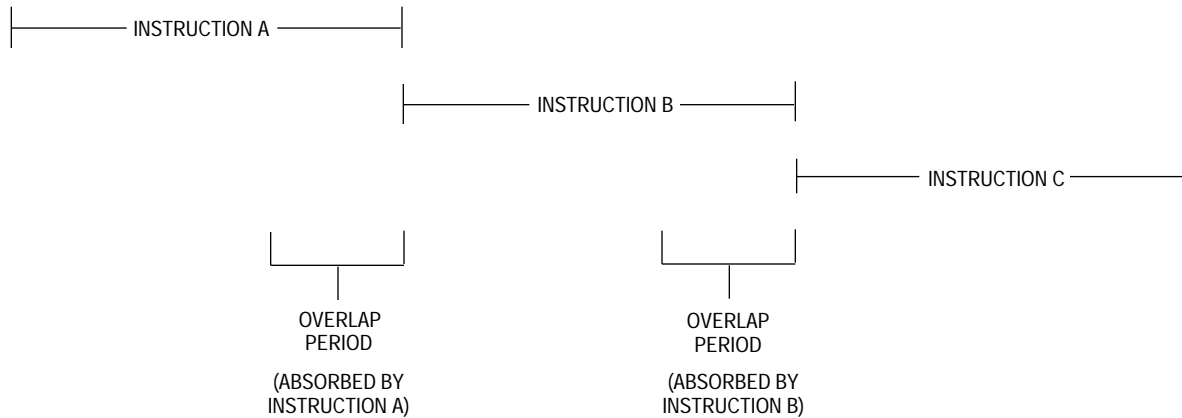 INSTRUCTION A
INSTRUCTION B
INSTRUCTION C
OVERLAP
PERIOD
(ABSORBED BY
INSTRUCTION A)
OVERLAP
PERIOD
(ABSORBED BY
INSTRUCTION B)